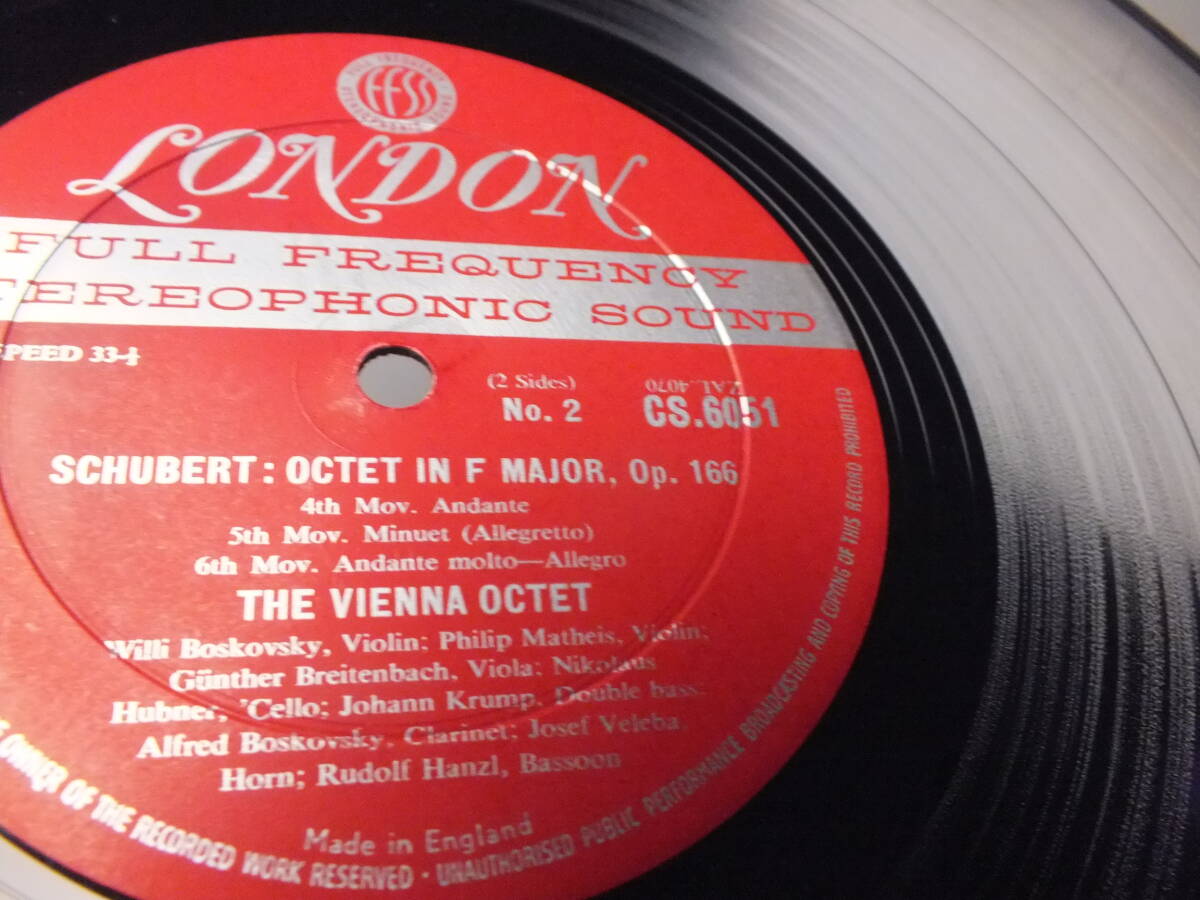 FULL FREQUENCY STEREOPHONIC
FFSS
LONDON
FULL FREQUENCY
TEREOPHONIC SOUND
SPEED 33⅓
(2 Sides)
ZAL.4070
No. 2
CS.6051
SCHUBERT: OCTET IN F MAJOR, Op. 166
4th Mov. Andante
5th Mov. Minuet (Allegretto)
6th Mov. Andante molto—Allegro
THE VIENNA OCTET
Willi Boskovsky, Violin; Philip Matheis, Violin;
Günther Breitenbach, Viola; Nikolaus
Hubner, 'Cello; Johann Krump, Double bass;
Alfred Boskovsky, Clarinet; Josef Veleba,
Horn; Rudolf Hanzl, Bassoon
Made in England
OWNER OF THE RECORDED WORK RESERVED · UNAUTHORISED PUBLIC PERFORMANCE BROADCASTING AND COPYING OF THIS RECORD PROHIBITED